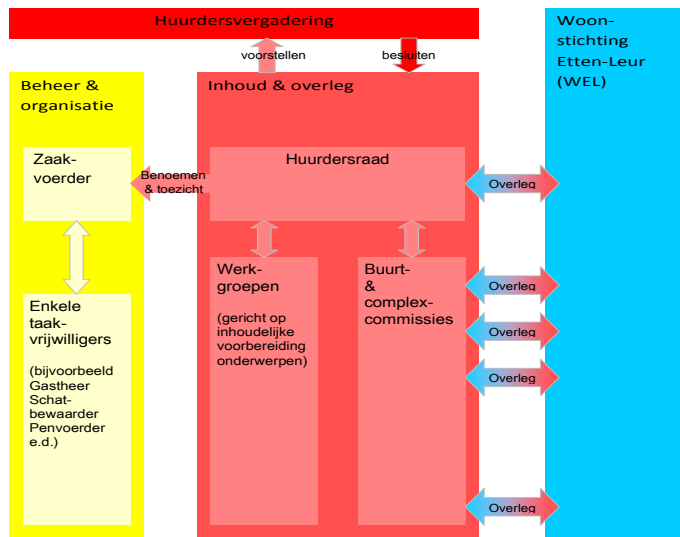 Huurdersvergadering
voorstellen
besluiten
Woon-
stichting
Etten-Leur
(WEL)
Beheer &
organisatie
Zaak-
voerder
Enkele
taak-
vrijwilligers
(bijvoorbeeld
Gastheer
Schat-
bewaarder
Penvoerder
e.d.)
Benoemen
& toezicht
Inhoud & overleg
Huurdersraad
Werk-
groepen
(gericht op
inhoudelijke
voorbereiding
onderwerpen)
Buurt-
&
complex-
commissies
Overleg
Overleg
Overleg
Overleg
Overleg